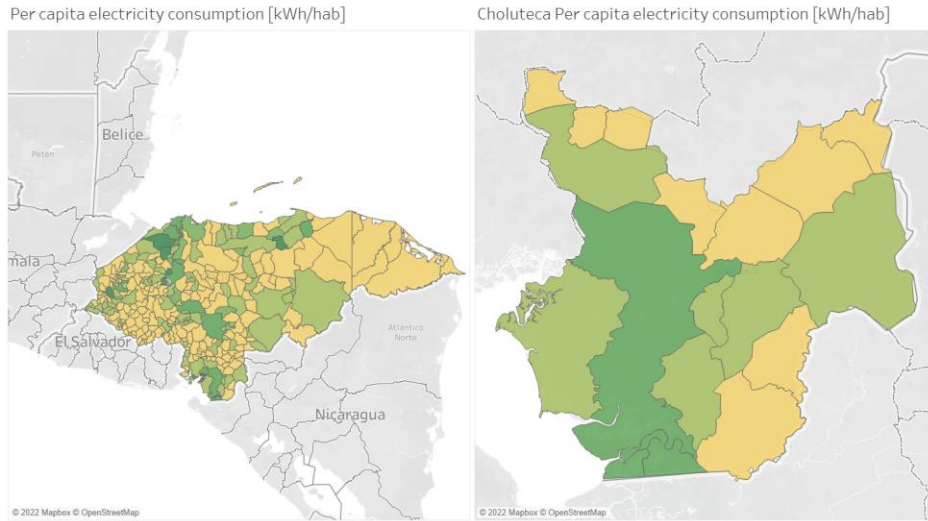 Per capita electricity consumption [kWh/hab]
Choluteca Per capita electricity consumption [kWh/hab]
Belice
Petén
mala
El Salvador
Atlántico
Norte
Nicaragua
© 2022 Mapbox © OpenStreetMap
© 2022 Mapbox © OpenStreetMap